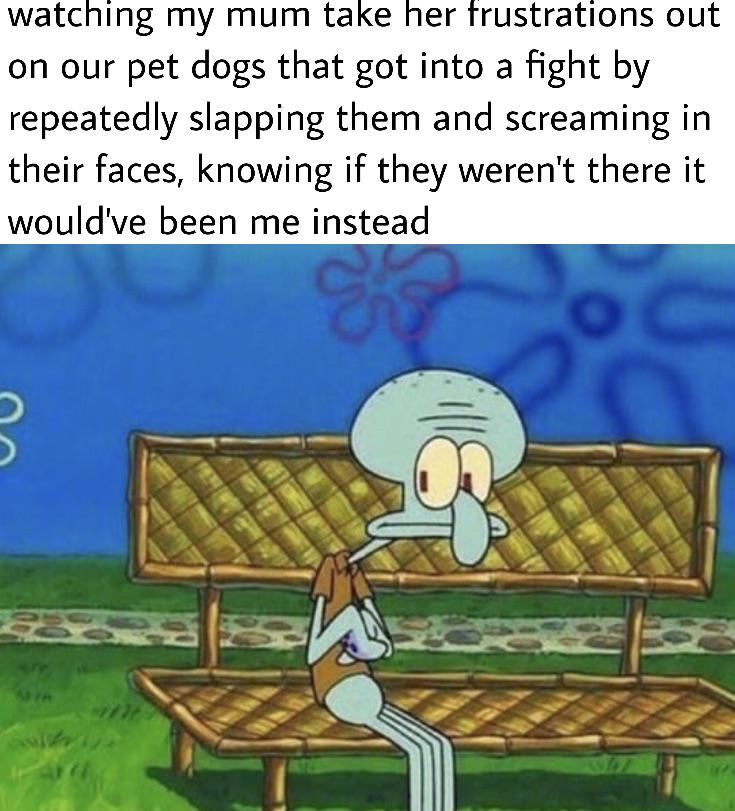 watching my mum take her frustrations out
on our pet dogs that got into a fight by
repeatedly slapping them and screaming in
their faces, knowing if they weren't there it
would've been me instead